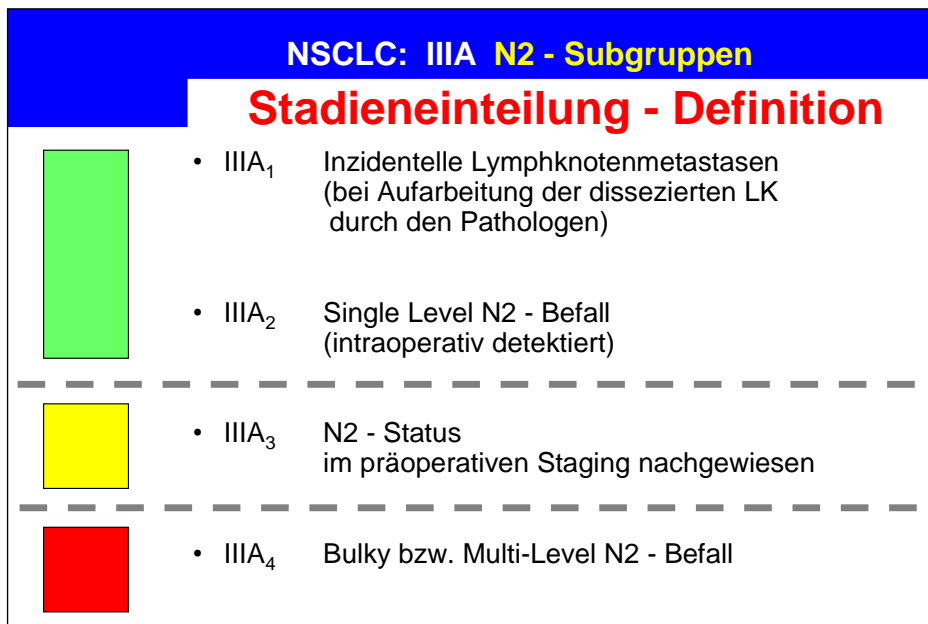 NSCLC: IIIA N2 - Subgruppen
Stadieneinteilung - Definition
• IIIA₁ Inzidentelle Lymphknotenmetastasen
(bei Aufarbeitung der dissezierten LK
durch den Pathologen)
• IIIA₂ Single Level N2 - Befall
(intraoperativ detektiert)
• IIIA₃ N2 - Status
im präoperativen Staging nachgewiesen
• IIIA₄ Bulky bzw. Multi-Level N2 - Befall